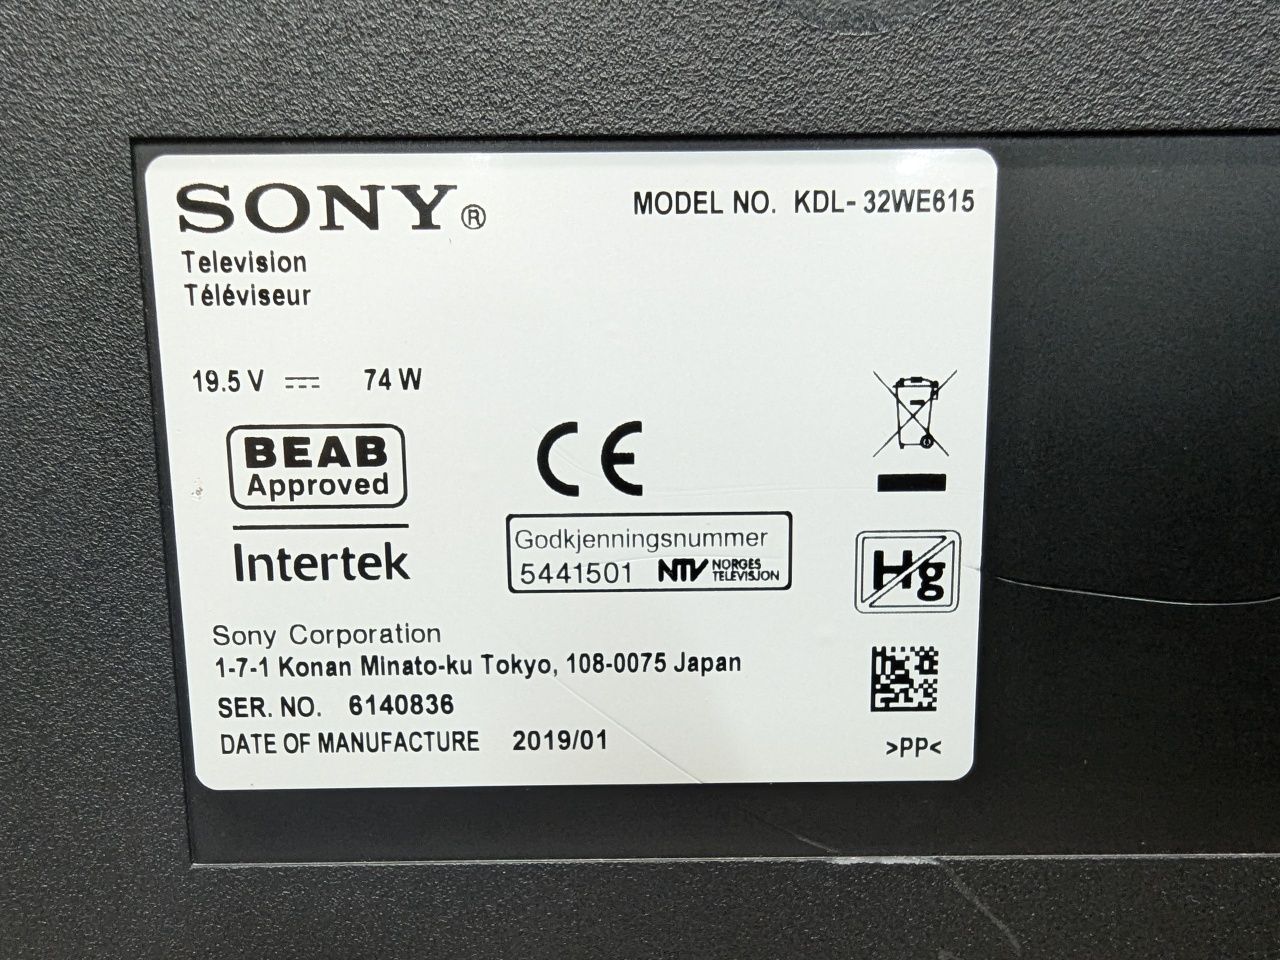 SONY®
MODEL NO. KDL-32WE615
Television
Téléviseur
19.5 V ⎓ 74 W
BEAB
Approved
Intertek
CE
Godkjenningsnummer
5441501 NTV NORGES
TELEVISJON
Hg
Sony Corporation
1-7-1 Konan Minato-ku Tokyo, 108-0075 Japan
SER. NO. 6140836
DATE OF MANUFACTURE 2019/01
>PP<